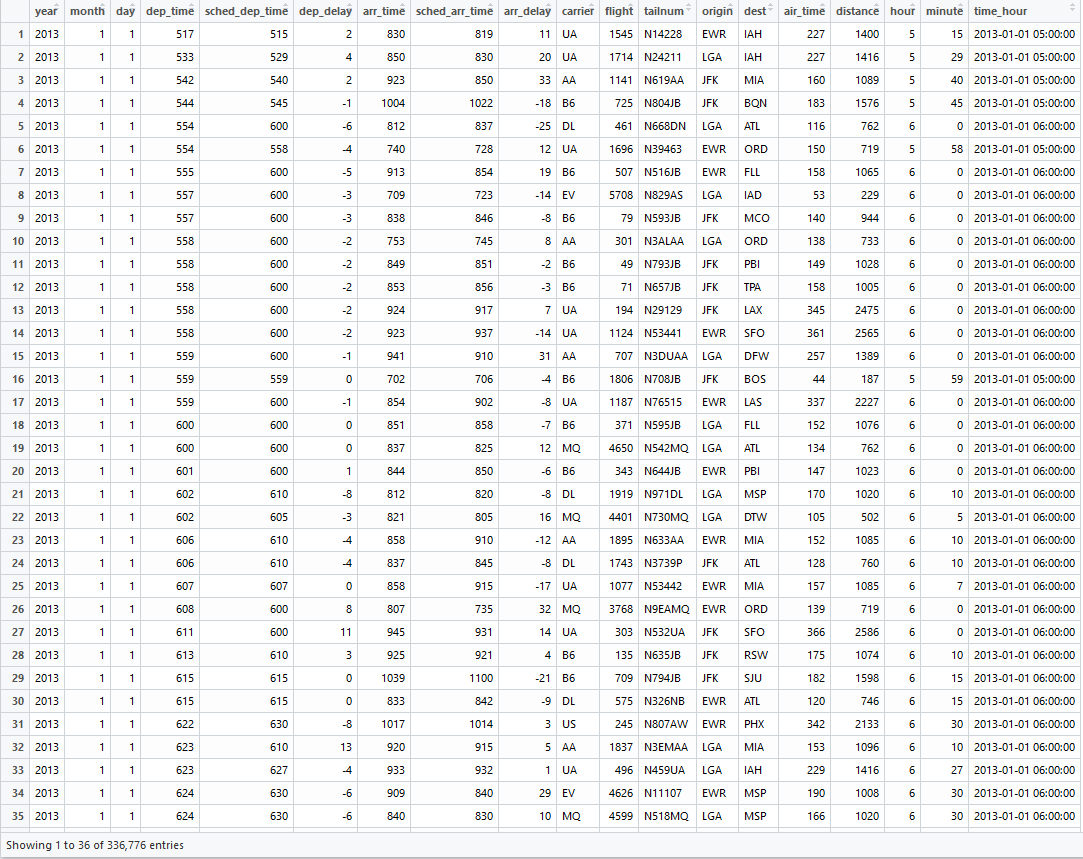 year month day dep_time sched_dep_time dep_delay arr_time sched_arr_time arr_delay carrier flight tailnum origin dest air_time distance hour minute time_hour
1 2013 1 1 517 515 2 830 819 11 UA 1545 N14228 EWR IAH 227 1400 5 15 2013-01-01 05:00:00
2 2013 1 1 533 529 4 850 830 20 UA 1714 N24211 LGA IAH 227 1416 5 29 2013-01-01 05:00:00
3 2013 1 1 542 540 2 923 850 33 AA 1141 N619AA JFK MIA 160 1089 5 40 2013-01-01 05:00:00
4 2013 1 1 544 545 -1 1004 1022 -18 B6 725 N804JB JFK BQN 183 1576 5 45 2013-01-01 05:00:00
5 2013 1 1 554 600 -6 812 837 -25 DL 461 N668DN LGA ATL 116 762 6 0 2013-01-01 06:00:00
6 2013 1 1 554 558 -4 740 728 12 UA 1696 N39463 EWR ORD 150 719 5 58 2013-01-01 05:00:00
7 2013 1 1 555 600 -5 913 854 19 B6 507 N516JB EWR FLL 158 1065 6 0 2013-01-01 06:00:00
8 2013 1 1 557 600 -3 709 723 -14 EV 5708 N829AS LGA IAD 53 229 6 0 2013-01-01 06:00:00
9 2013 1 1 557 600 -3 838 846 -8 B6 79 N593JB JFK MCO 140 944 6 0 2013-01-01 06:00:00
10 2013 1 1 558 600 -2 753 745 8 AA 301 N3ALAA LGA ORD 138 733 6 0 2013-01-01 06:00:00
11 2013 1 1 558 600 -2 849 851 -2 B6 49 N793JB JFK PBI 149 1028 6 0 2013-01-01 06:00:00
12 2013 1 1 558 600 -2 853 856 -3 B6 71 N657JB JFK TPA 158 1005 6 0 2013-01-01 06:00:00
13 2013 1 1 558 600 -2 924 917 7 UA 194 N29129 JFK LAX 345 2475 6 0 2013-01-01 06:00:00
14 2013 1 1 558 600 -2 923 937 -14 UA 1124 N53441 EWR SFO 361 2565 6 0 2013-01-01 06:00:00
15 2013 1 1 559 600 -1 941 910 31 AA 707 N3DUAA LGA DFW 257 1389 6 0 2013-01-01 06:00:00
16 2013 1 1 559 559 0 702 706 -4 B6 1806 N708JB JFK BOS 44 187 5 59 2013-01-01 05:00:00
17 2013 1 1 559 600 -1 854 902 -8 UA 1187 N76515 EWR LAS 337 2227 6 0 2013-01-01 06:00:00
18 2013 1 1 600 600 0 851 858 -7 B6 371 N595JB LGA FLL 152 1076 6 0 2013-01-01 06:00:00
19 2013 1 1 600 600 0 837 825 12 MQ 4650 N542MQ LGA ATL 134 762 6 0 2013-01-01 06:00:00
20 2013 1 1 601 600 1 844 850 -6 B6 343 N644JB EWR PBI 147 1023 6 0 2013-01-01 06:00:00
21 2013 1 1 602 610 -8 812 820 -8 DL 1919 N971DL LGA MSP 170 1020 6 10 2013-01-01 06:00:00
22 2013 1 1 602 605 -3 821 805 16 MQ 4401 N730MQ LGA DTW 105 502 6 5 2013-01-01 06:00:00
23 2013 1 1 606 610 -4 858 910 -12 AA 1895 N633AA EWR MIA 152 1085 6 10 2013-01-01 06:00:00
24 2013 1 1 606 610 -4 837 845 -8 DL 1743 N3739P JFK ATL 128 760 6 10 2013-01-01 06:00:00
25 2013 1 1 607 607 0 858 915 -17 UA 1077 N53442 EWR MIA 157 1085 6 7 2013-01-01 06:00:00
26 2013 1 1 608 600 8 807 735 32 MQ 3768 N9EAMQ EWR ORD 139 719 6 0 2013-01-01 06:00:00
27 2013 1 1 611 600 11 945 931 14 UA 303 N532UA JFK SFO 366 2586 6 0 2013-01-01 06:00:00
28 2013 1 1 613 610 3 925 921 4 B6 135 N635JB JFK RSW 175 1074 6 10 2013-01-01 06:00:00
29 2013 1 1 615 615 0 1039 1100 -21 B6 709 N794JB JFK SJU 182 1598 6 15 2013-01-01 06:00:00
30 2013 1 1 615 615 0 833 842 -9 DL 575 N326NB EWR ATL 120 746 6 15 2013-01-01 06:00:00
31 2013 1 1 622 630 -8 1017 1014 3 US 245 N807AW EWR PHX 342 2133 6 30 2013-01-01 06:00:00
32 2013 1 1 623 610 13 920 915 5 AA 1837 N3EMAA LGA MIA 153 1096 6 10 2013-01-01 06:00:00
33 2013 1 1 623 627 -4 933 932 1 UA 496 N459UA LGA IAH 229 1416 6 27 2013-01-01 06:00:00
34 2013 1 1 624 630 -6 909 840 29 EV 4626 N11107 EWR MSP 190 1008 6 30 2013-01-01 06:00:00
35 2013 1 1 624 630 -6 840 830 10 MQ 4599 N518MQ LGA MSP 166 1020 6 30 2013-01-01 06:00:00
Showing 1 to 36 of 336,776 entries